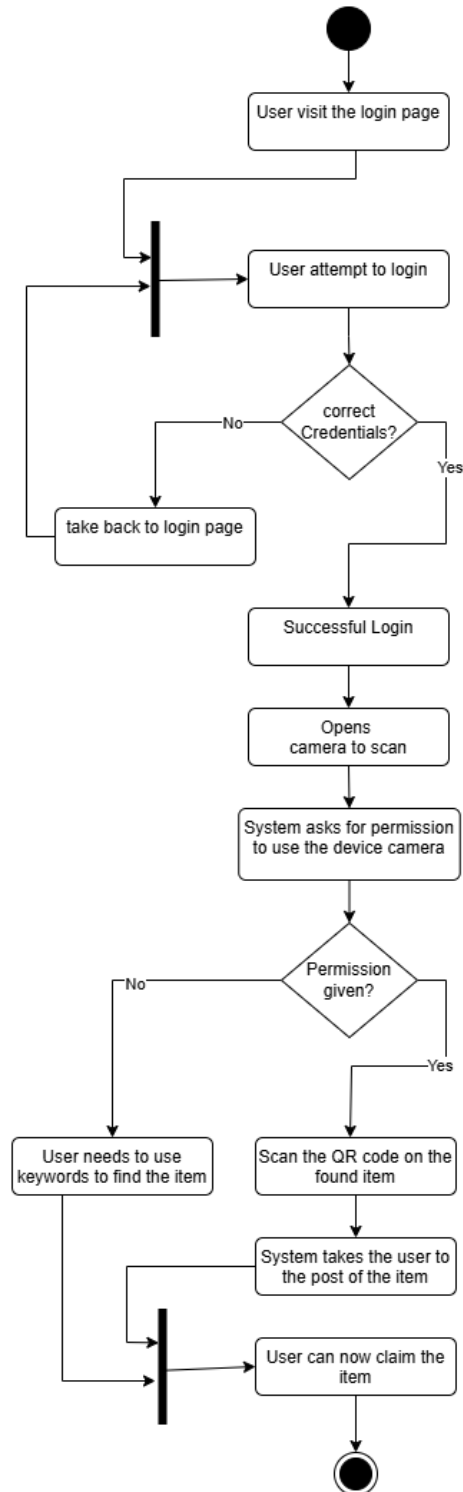 User visit the login page
User attempt to login
correct
Credentials?
No
Yes
take back to login page
Successful Login
Opens
camera to scan
System asks for permission
to use the device camera
Permission
given?
No
Yes
User needs to use
keywords to find the item
Scan the QR code on the
found item
System takes the user to
the post of the item
User can now claim the
item